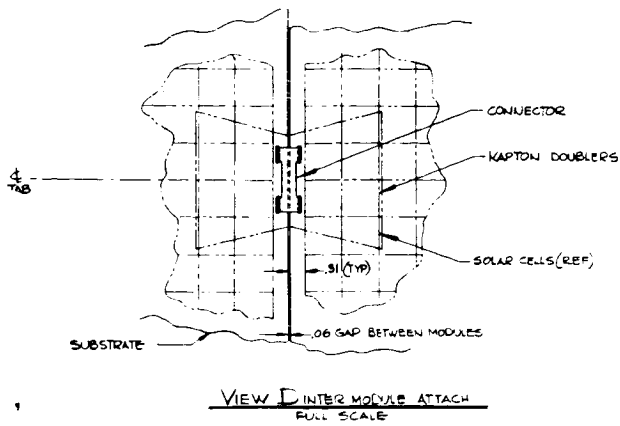 CONNECTOR
KAPTON DOUBLERS
℄
TAB
SOLAR CELLS (REF)
.31 (TYP)
.06 GAP BETWEEN MODULES
SUBSTRATE
VIEW D INTER MODULE ATTACH
FULL SCALE